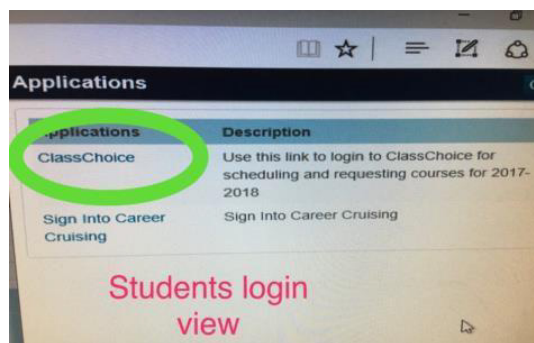 Applications
Applications Description
ClassChoice Use this link to login to ClassChoice for
scheduling and requesting courses for 2017-
2018
Sign Into Career Sign Into Career Cruising
Cruising
Students login
view